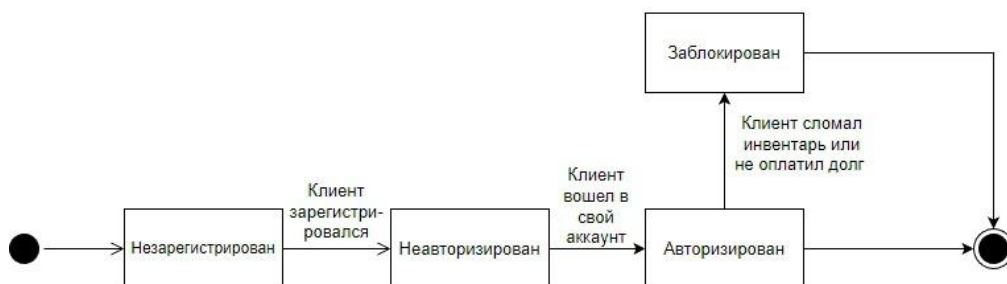 Заблокирован
Клиент сломал
инвентарь или
не оплатил долг
Клиент
зарегистри-
ровался
Клиент
вошел в
свой
аккаунт
Незарегистрирован
Неавторизирован
Авторизирован